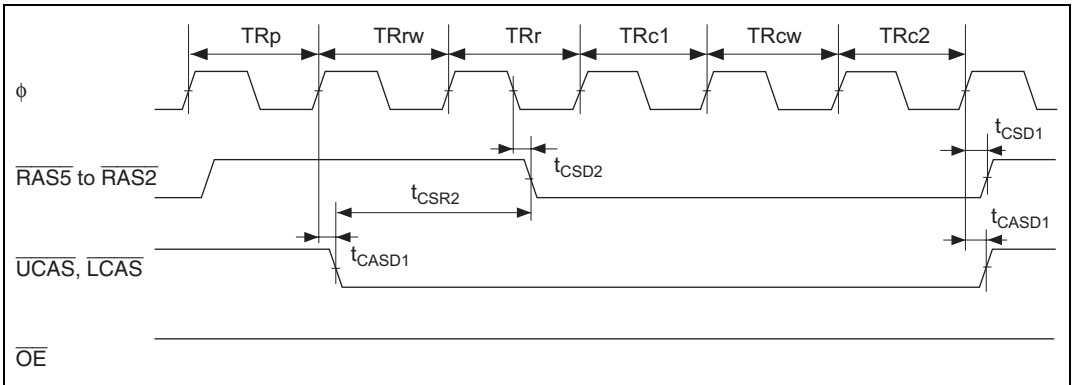 TRp TRrw TRr TRc1 TRcw TRc2
ϕ
tCSD1
RAS5 to RAS2
tCSD2
tCSR2
tCASD1
tCASD1
UCAS, LCAS
OE